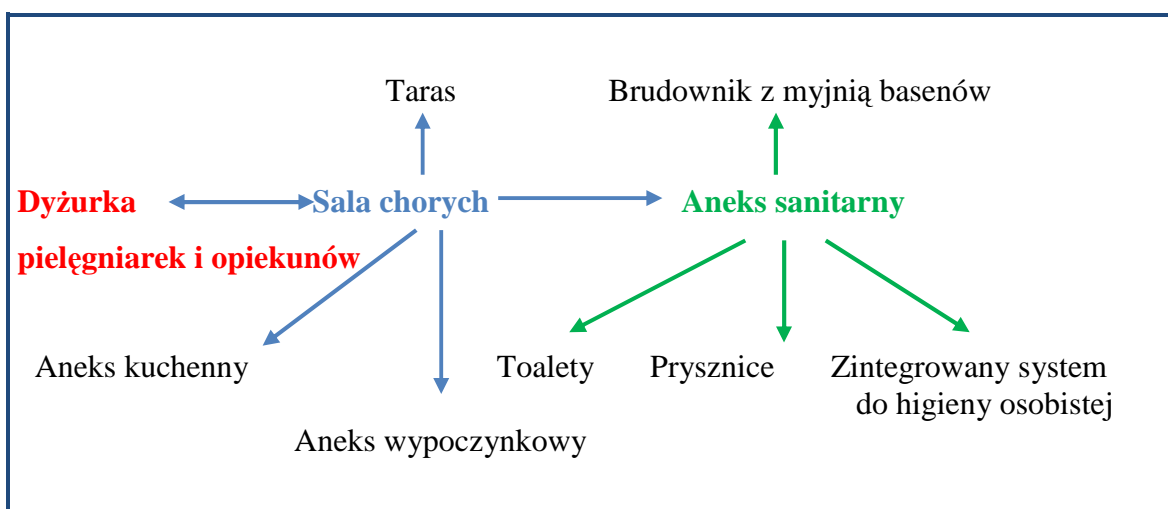 Taras
Brudownik z myjnią basenów
Dyżurka
Sala chorych
Aneks sanitarny
pielęgniarek i opiekunów
Aneks kuchenny
Toalety
Prysznice
Zintegrowany system
do higieny osobistej
Aneks wypoczynkowy